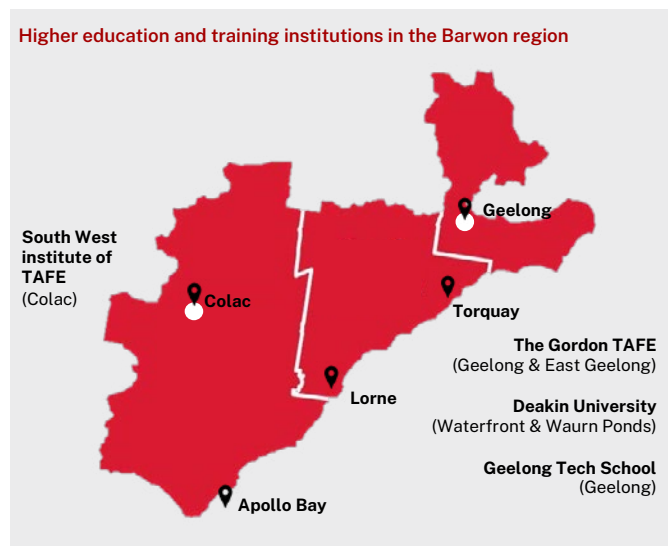 Higher education and training institutions in the Barwon region
Geelong
South West
institute of
TAFE
(Colac)
Colac
Torquay
The Gordon TAFE
(Geelong & East Geelong)
Lorne
Deakin University
(Waterfront & Waurn Ponds)
Geelong Tech School
(Geelong)
Apollo Bay